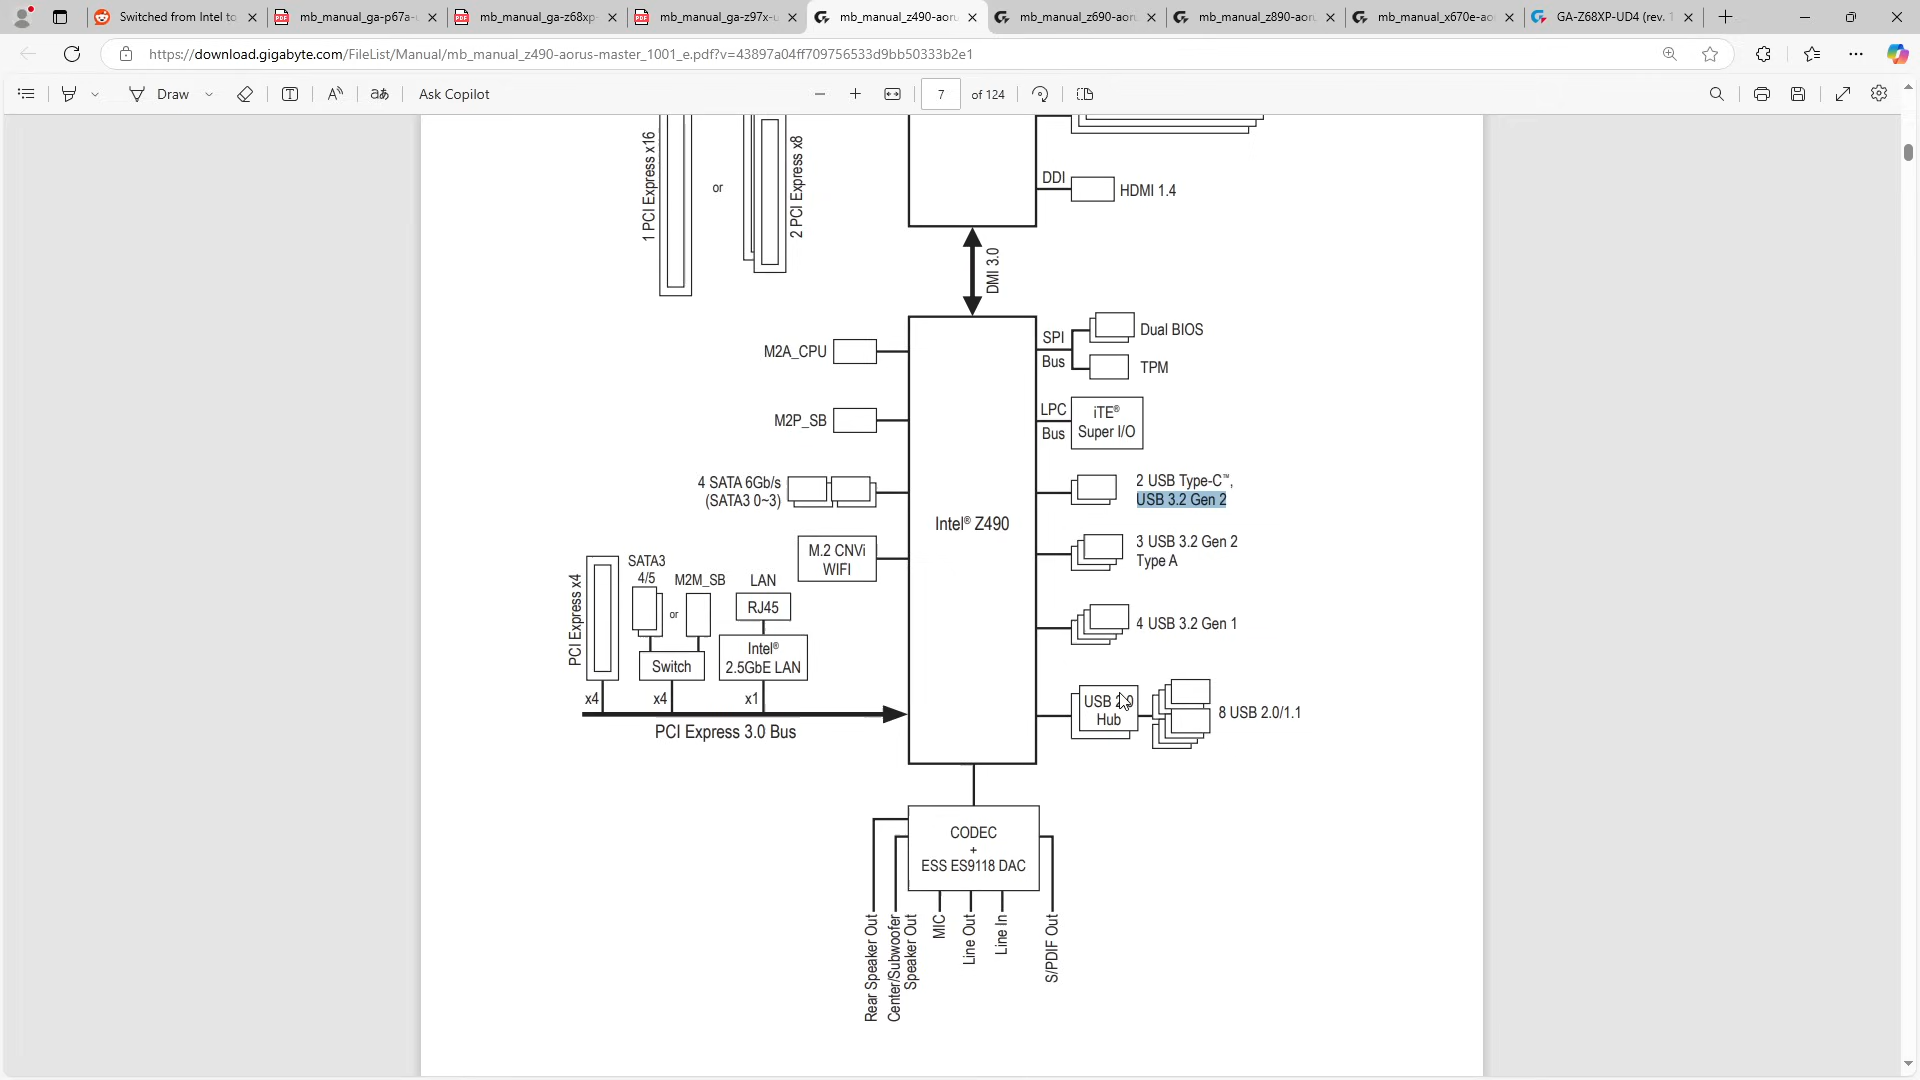 Switched from Intel to
mb_manual_ga-p67a-
mb_manual_ga-z68xp-
mb_manual_ga-z97x-u
mb_manual_z490-aor
mb_manual_z690-aoru
mb_manual_z890-aoru
mb_manual_x670e-ao
GA-Z68XP-UD4 (rev. 1
https://download.gigabyte.com/FileList/Manual/mb_manual_z490-aorus-master_1001_e.pdf?v=43897a04ff709756533d9bb50333b2e1
Draw
aあ
Ask Copilot
7
of 124
1 PCI Express x16
or
2 PCI Express x8
DDI
HDMI 1.4
DMI 3.0
M2A_CPU
SPI
Bus
Dual BIOS
TPM
M2P_SB
LPC
Bus
iTE®
Super I/O
4 SATA 6Gb/s
(SATA3 0~3)
2 USB Type-C™,
USB 3.2 Gen 2
Intel® Z490
M.2 CNVi
WIFI
3 USB 3.2 Gen 2
Type A
PCI Express x4
SATA3
4/5
or
M2M_SB
LAN
RJ45
4 USB 3.2 Gen 1
Switch
Intel®
2.5GbE LAN
x4
x4
x1
PCI Express 3.0 Bus
USB 2.0
Hub
8 USB 2.0/1.1
CODEC
+
ESS ES9118 DAC
Rear Speaker Out
Center/Subwoofer
Speaker Out
MIC
Line Out
Line In
S/PDIF Out